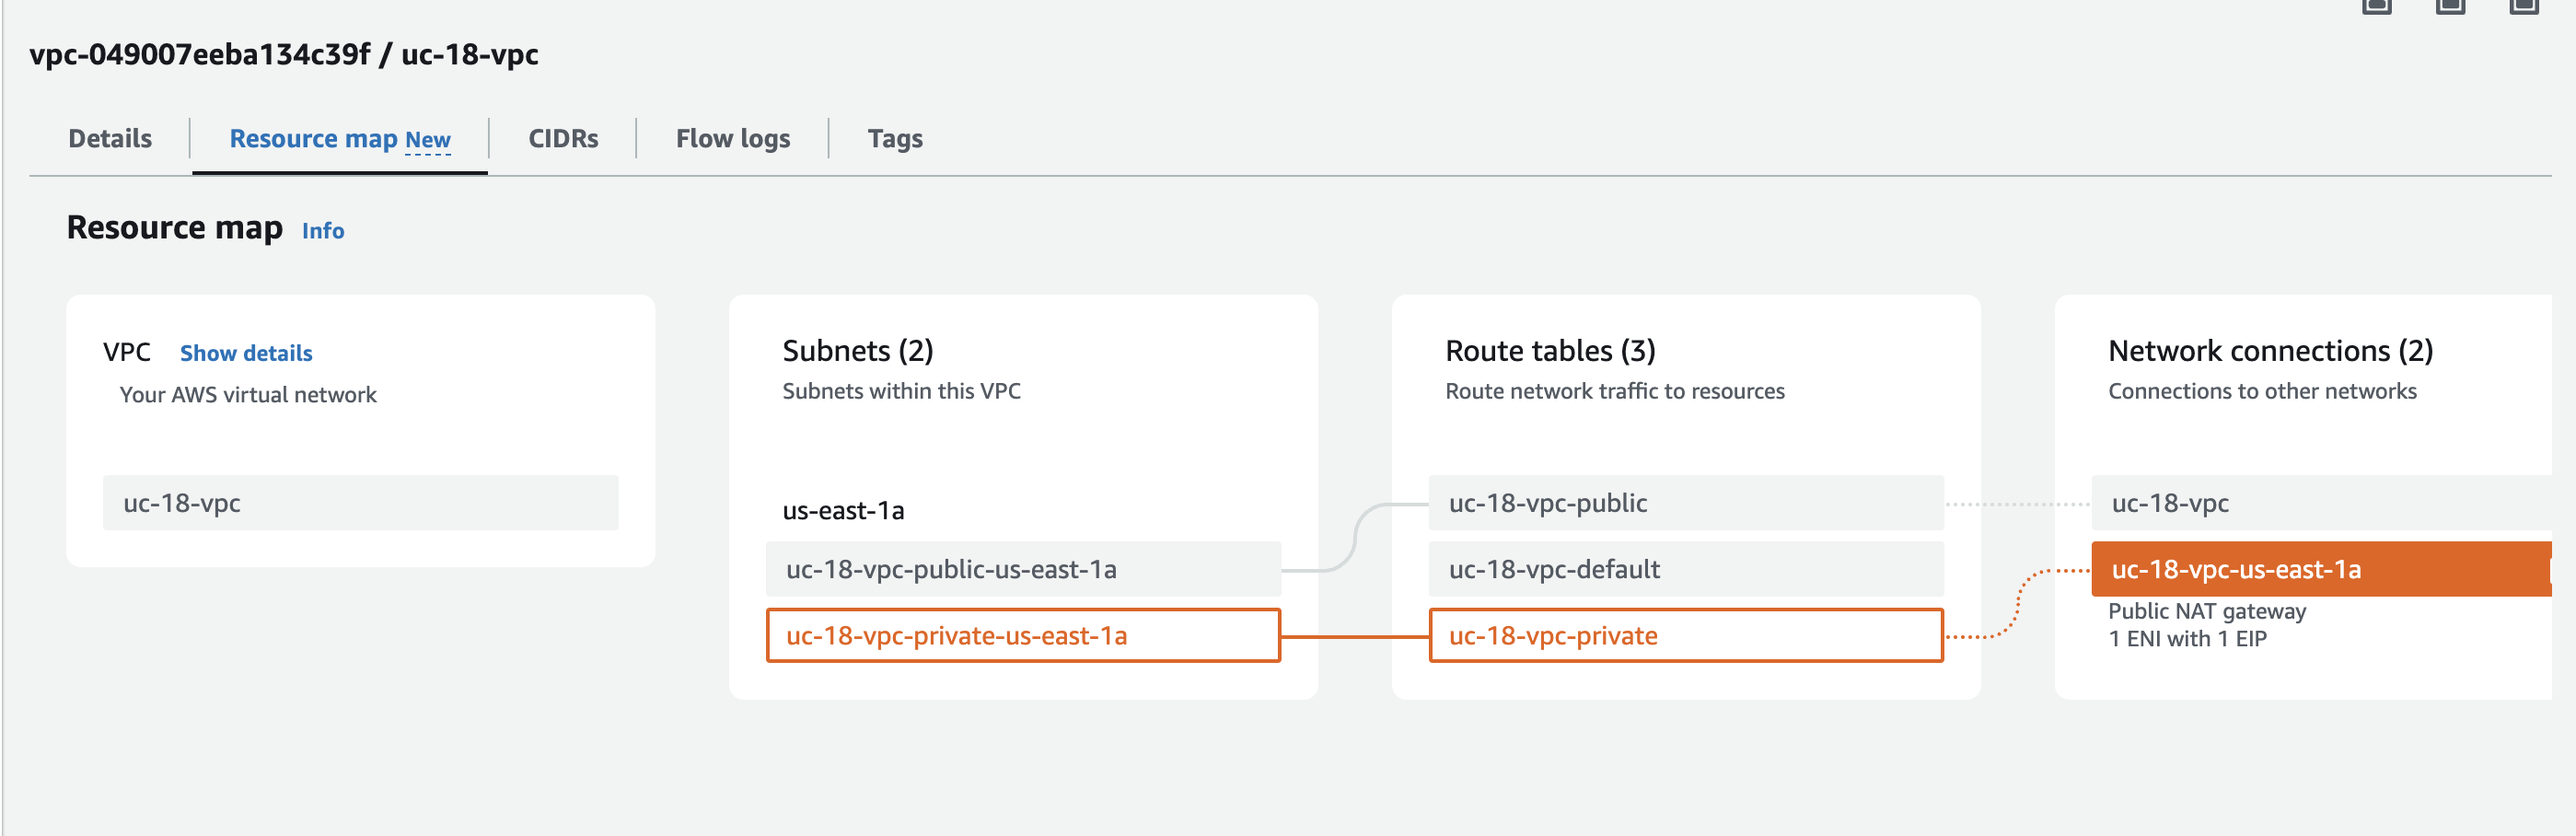 vpc-049007eeba134c39f / uc-18-vpc
Details
Resource map New
CIDRs
Flow logs
Tags
Resource map Info
VPC Show details
Your AWS virtual network
uc-18-vpc
Subnets (2)
Subnets within this VPC
us-east-1a
uc-18-vpc-public-us-east-1a
uc-18-vpc-private-us-east-1a
Route tables (3)
Route network traffic to resources
uc-18-vpc-public
uc-18-vpc-default
uc-18-vpc-private
Network connections (2)
Connections to other networks
uc-18-vpc
uc-18-vpc-us-east-1a
Public NAT gateway
1 ENI with 1 EIP